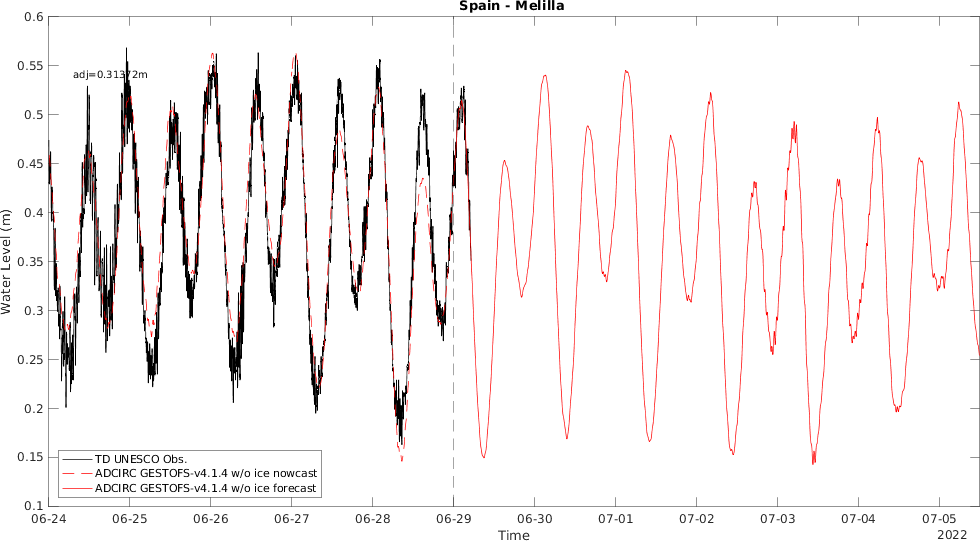 Spain - Melilla
0.6
0.55
adj=0.31372m
0.5
0.45
0.4
Water Level (m)
0.35
0.3
0.25
0.2
0.15
0.1
TD UNESCO Obs.
ADCIRC GESTOFS-v4.1.4 w/o ice nowcast
ADCIRC GESTOFS-v4.1.4 w/o ice forecast
06-24 06-25 06-26 06-27 06-28 06-29 06-30 07-01 07-02 07-03 07-04 07-05
Time
2022